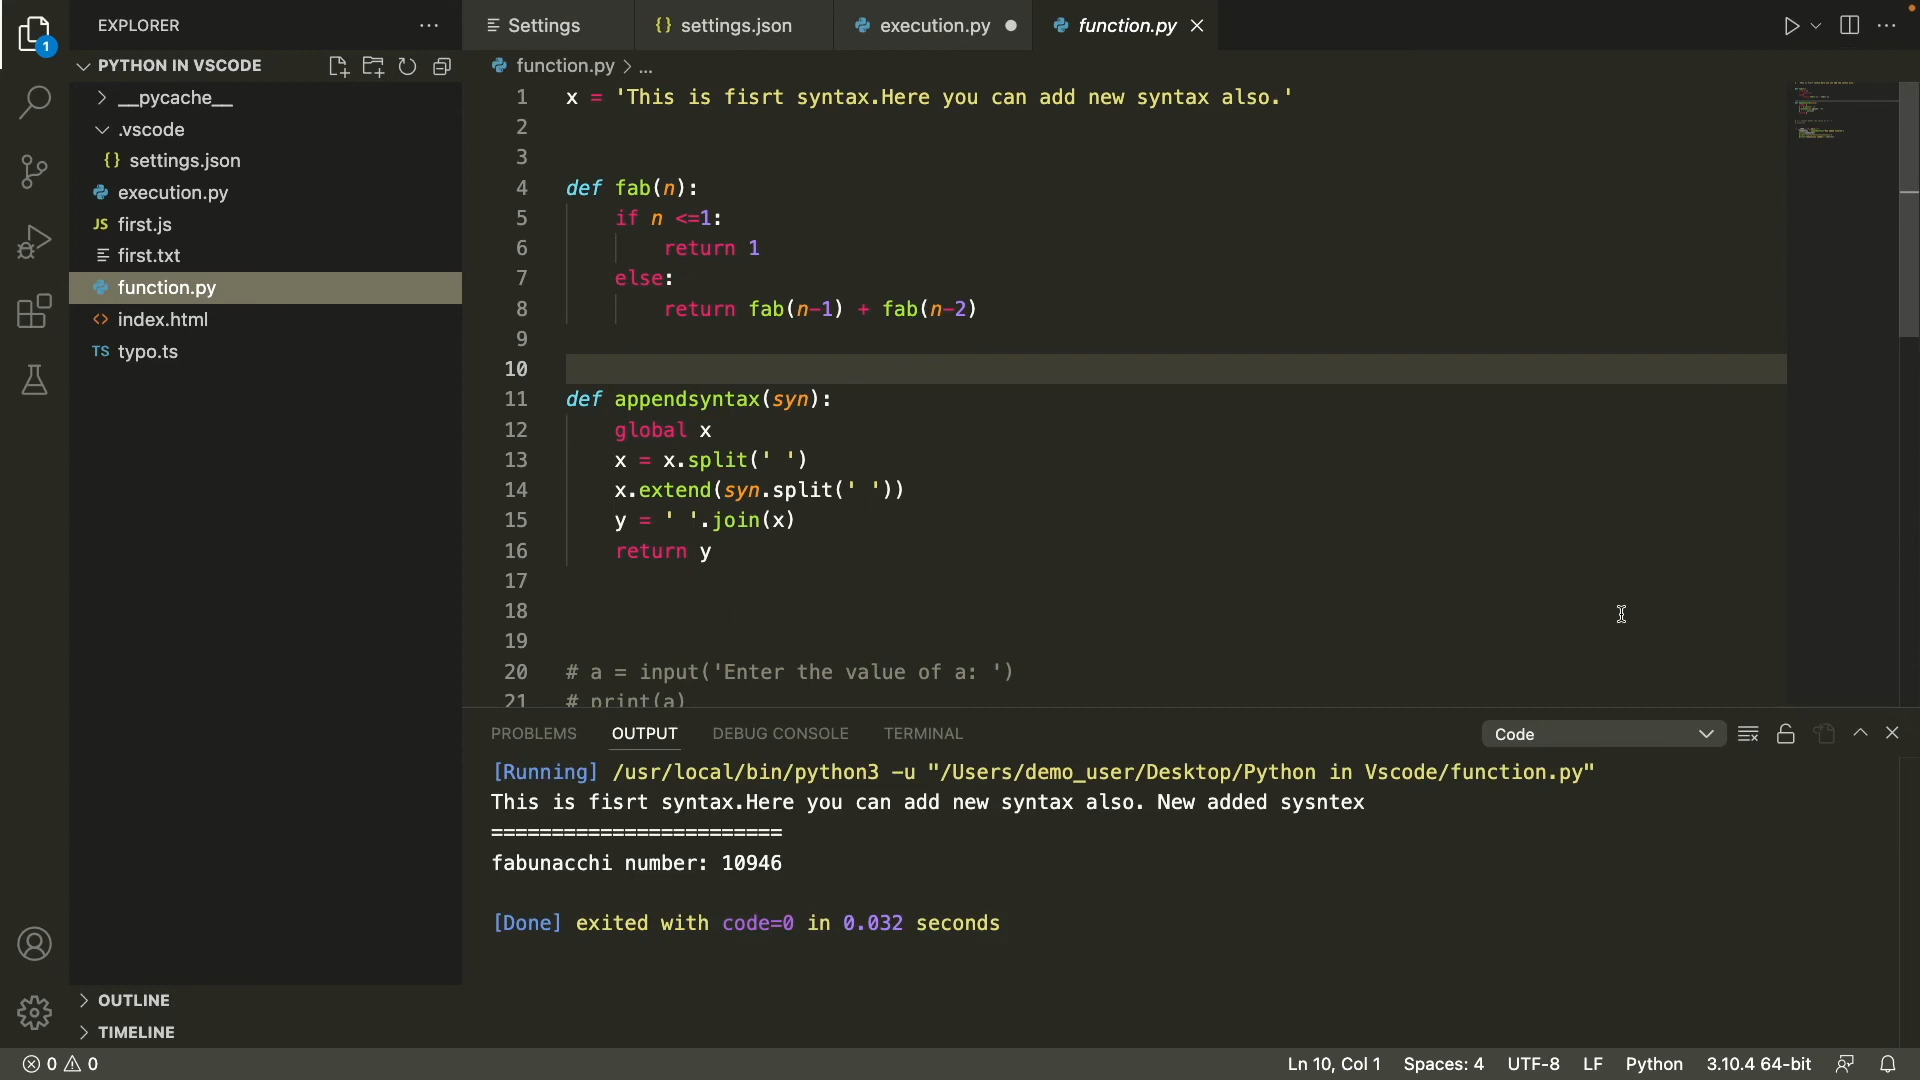 EXPLORER
1
PYTHON IN VSCODE
__pycache__
.vscode
{} settings.json
execution.py
JS first.js
first.txt
function.py
<> index.html
TS typo.ts
OUTLINE
TIMELINE
Settings
{} settings.json
execution.py
function.py
function.py > ...
1 x = 'This is fisrt syntax.Here you can add new syntax also.'
2
3
4 def fab(n):
5 if n <=1:
6 return 1
7 else:
8 return fab(n-1) + fab(n-2)
9
10
11 def appendsyntax(syn):
12 global x
13 x = x.split(' ')
14 x.extend(syn.split(' '))
15 y = ' '.join(x)
16 return y
17
18
19
20 # a = input('Enter the value of a: ')
21 # print(a)
PROBLEMS OUTPUT DEBUG CONSOLE TERMINAL
Code
[Running] /usr/local/bin/python3 -u "/Users/demo_user/Desktop/Python in Vscode/function.py"
This is fisrt syntax.Here you can add new syntax also. New added sysntex
========================
fabunacchi number: 10946
[Done] exited with code=0 in 0.032 seconds
0 0
Ln 10, Col 1 Spaces: 4 UTF-8 LF Python 3.10.4 64-bit